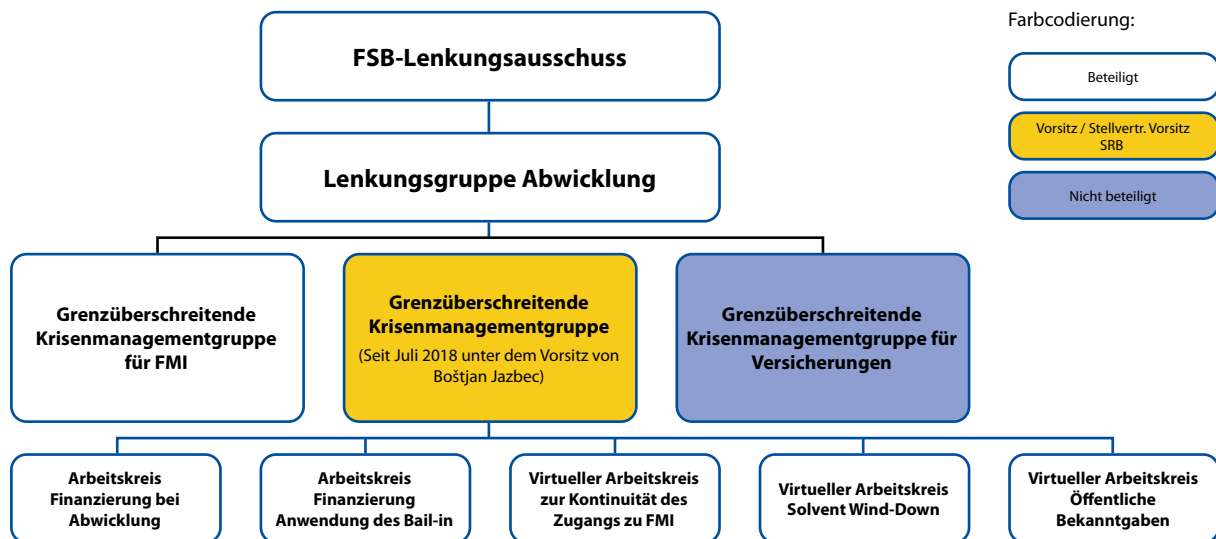 Farbcodierung:
FSB-Lenkungsausschuss
Beteiligt
Vorsitz / Stellvertr. Vorsitz
SRB
Lenkungsgruppe Abwicklung
Nicht beteiligt
Grenzüberschreitende
Krisenmanagementgruppe
für FMI
Grenzüberschreitende
Krisenmanagementgruppe
(Seit Juli 2018 unter dem Vorsitz von
Boštjan Jazbec)
Grenzüberschreitende
Krisenmanagementgruppe für
Versicherungen
Arbeitskreis
Finanzierung bei
Abwicklung
Arbeitskreis
Finanzierung
Anwendung des Bail-in
Virtueller Arbeitskreis
zur Kontinuität des
Zugangs zu FMI
Virtueller Arbeitskreis
Solvent Wind-Down
Virtueller Arbeitskreis
Öffentliche
Bekanntgaben